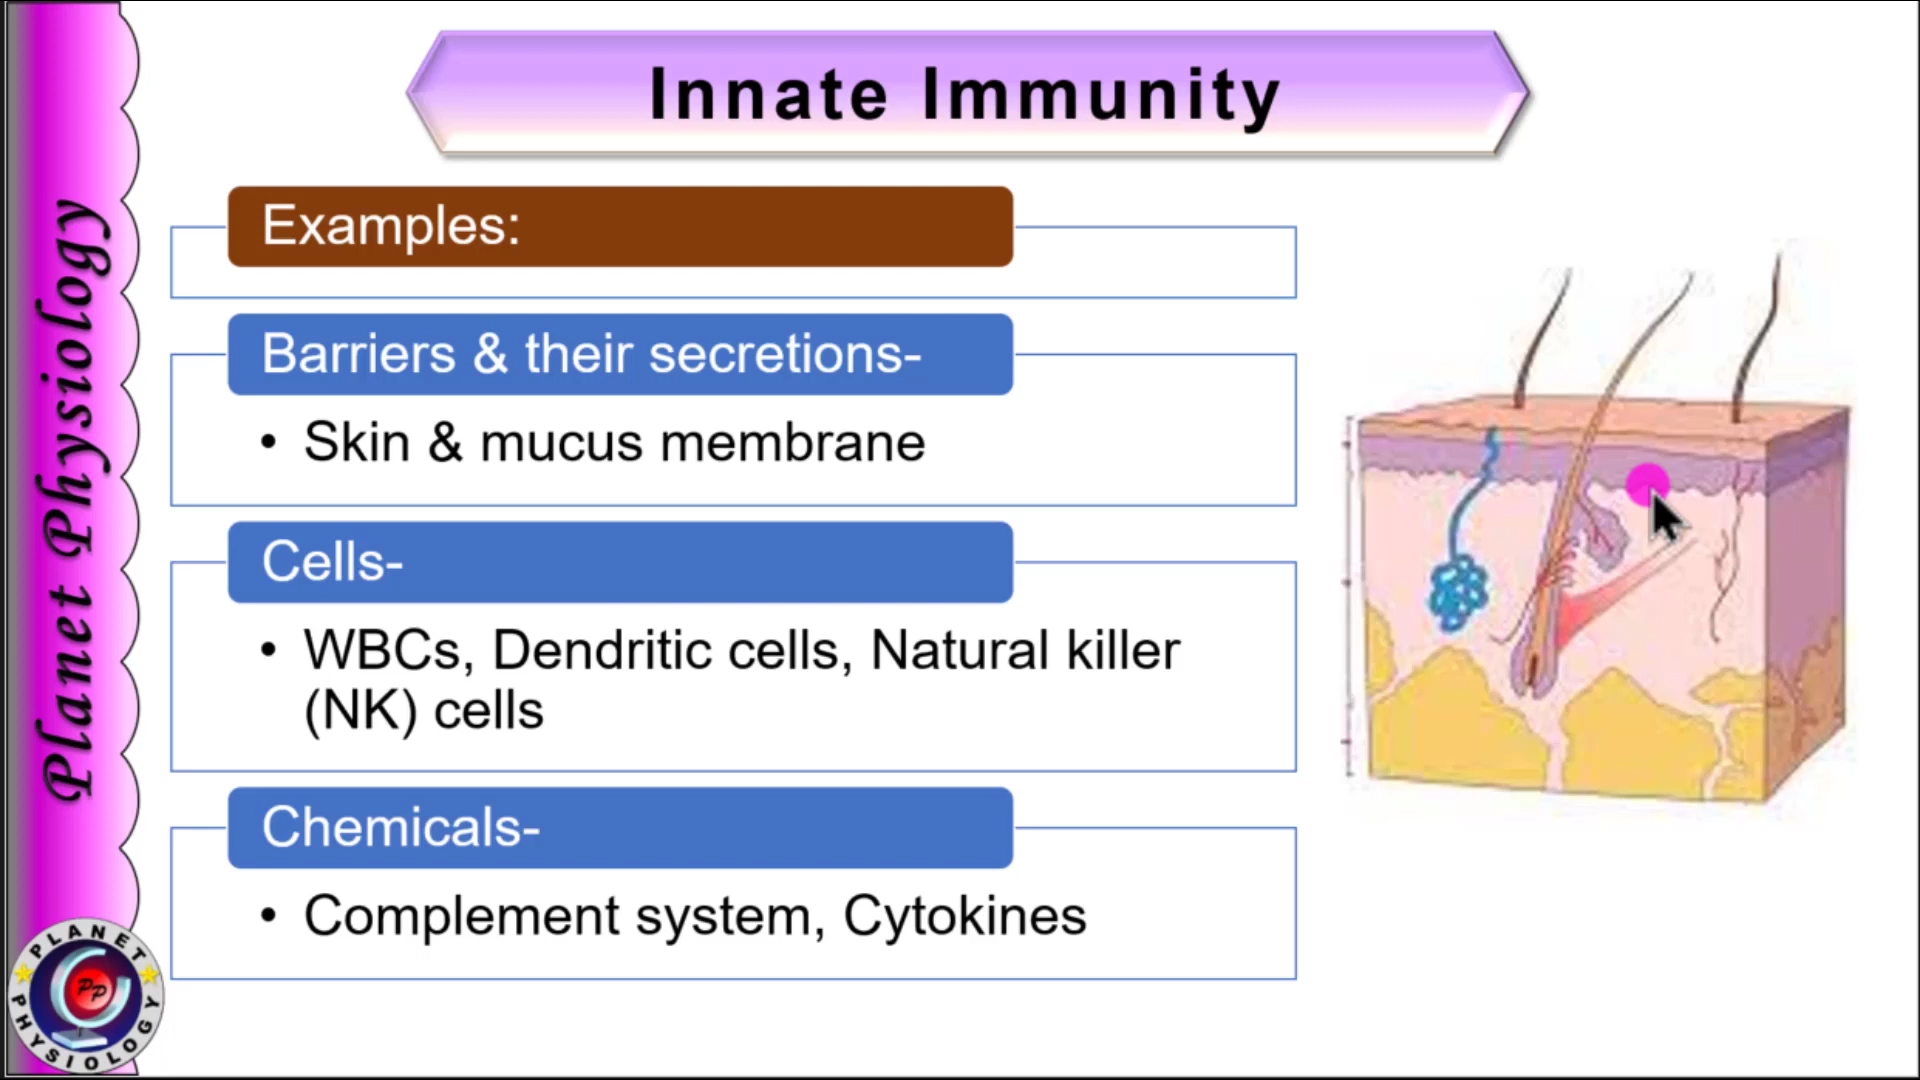 Innate Immunity
Examples:
Barriers & their secretions-
• Skin & mucus membrane
Cells-
• WBCs, Dendritic cells, Natural killer
(NK) cells
Chemicals-
• Complement system, Cytokines
Planet Physiology
PLANET
PP
PHYSIOLOGY